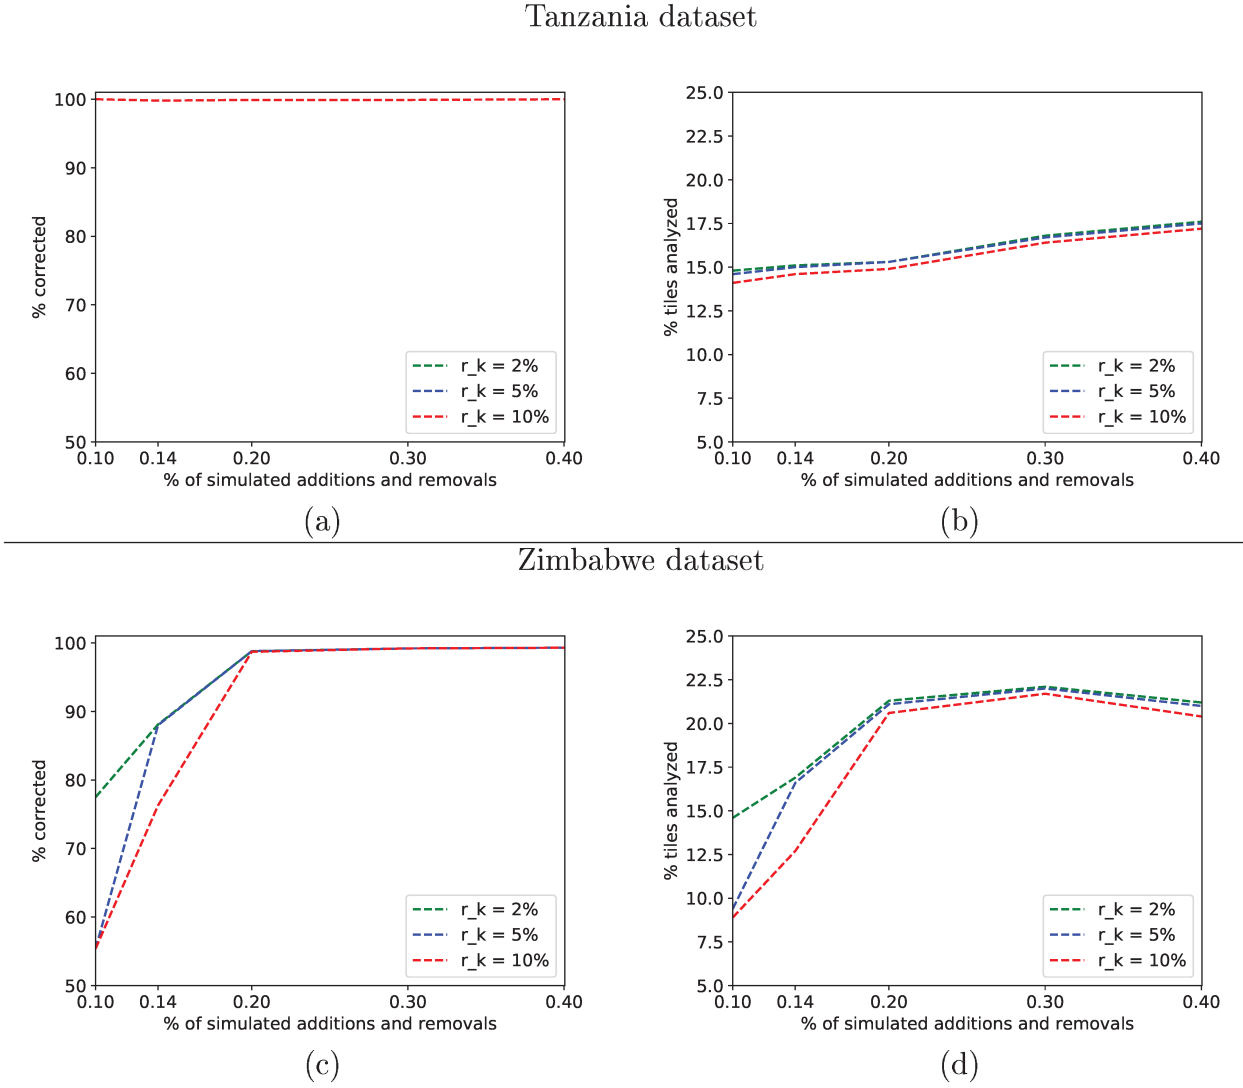 Tanzania dataset
100
90
80
70
60
50
% corrected
0.10 0.14 0.20 0.30 0.40
% of simulated additions and removals
r_k = 2%
r_k = 5%
r_k = 10%
(a)
25.0
22.5
20.0
17.5
15.0
12.5
10.0
7.5
5.0
% tiles analyzed
0.10 0.14 0.20 0.30 0.40
% of simulated additions and removals
r_k = 2%
r_k = 5%
r_k = 10%
(b)
Zimbabwe dataset
100
90
80
70
60
50
% corrected
0.10 0.14 0.20 0.30 0.40
% of simulated additions and removals
r_k = 2%
r_k = 5%
r_k = 10%
(c)
25.0
22.5
20.0
17.5
15.0
12.5
10.0
7.5
5.0
% tiles analyzed
0.10 0.14 0.20 0.30 0.40
% of simulated additions and removals
r_k = 2%
r_k = 5%
r_k = 10%
(d)